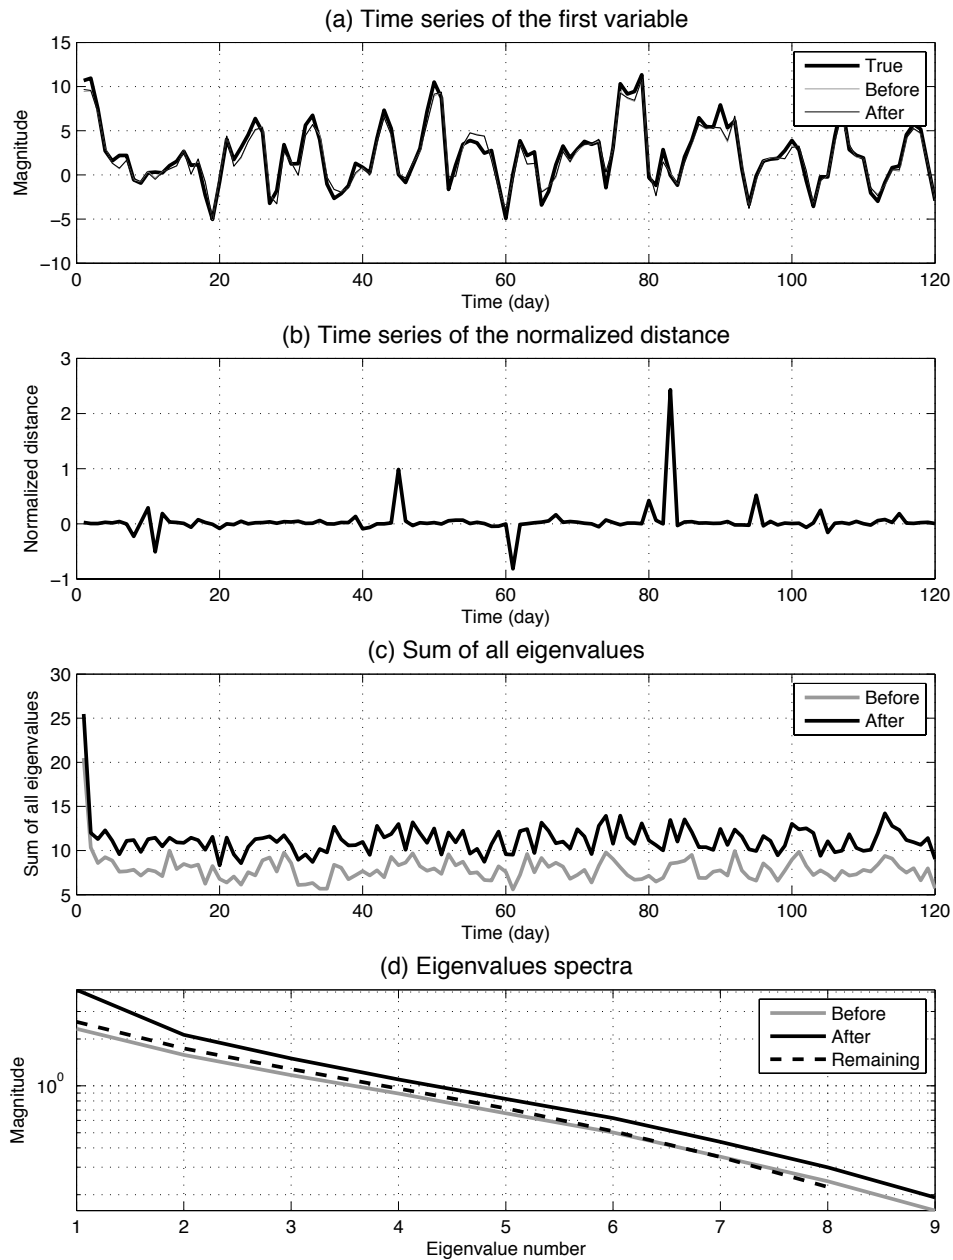 (a) Time series of the first variable
15
10
5
0
−5
−10
Magnitude
True
Before
After
0 20 40 60 80 100 120
Time (day)
(b) Time series of the normalized distance
3
2
1
0
−1
Normalized distance
0 20 40 60 80 100 120
Time (day)
(c) Sum of all eigenvalues
30
25
20
15
10
5
Sum of all eigenvalues
Before
After
0 20 40 60 80 100 120
Time (day)
(d) Eigenvalues spectra
10^0
Magnitude
Before
After
Remaining
1 2 3 4 5 6 7 8 9
Eigenvalue number